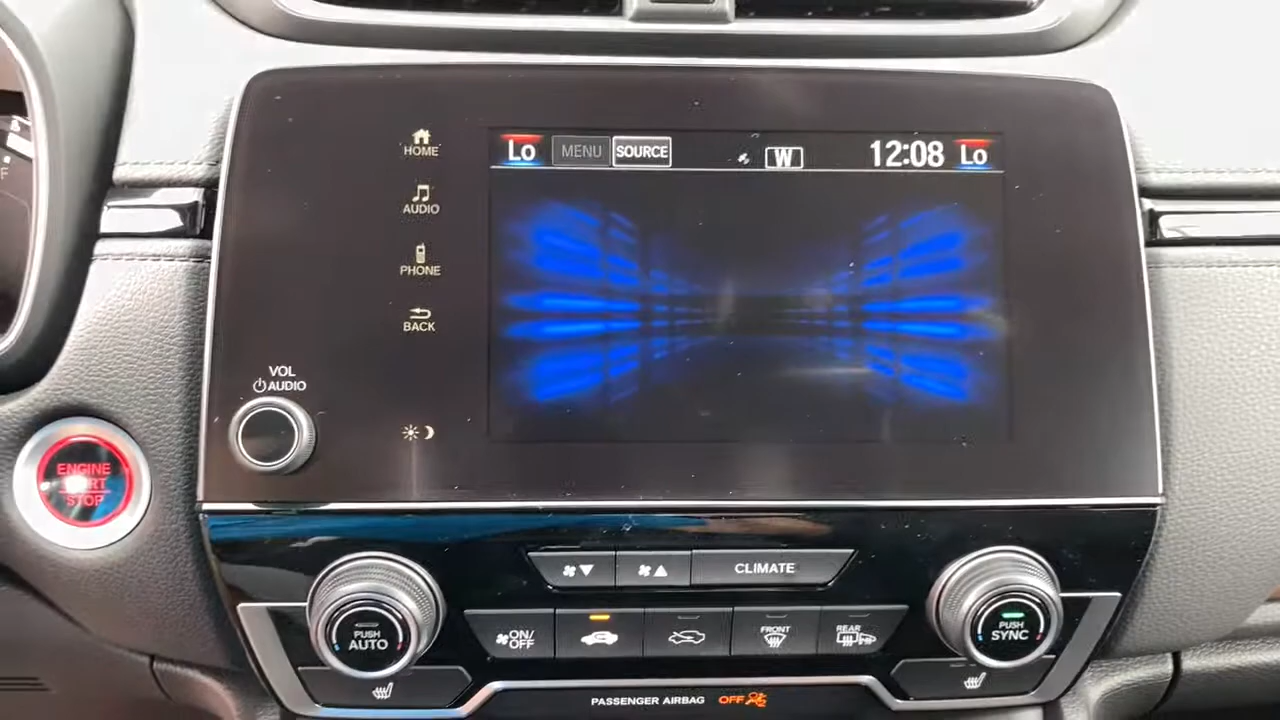 HOME
AUDIO
PHONE
BACK
Lo
MENU
SOURCE
W
12:08
Lo
VOL
AUDIO
ENGINE
START
STOP
F
CLIMATE
PUSH
AUTO
ON/
OFF
FRONT
REAR
PUSH
SYNC
PASSENGER AIRBAG
OFF